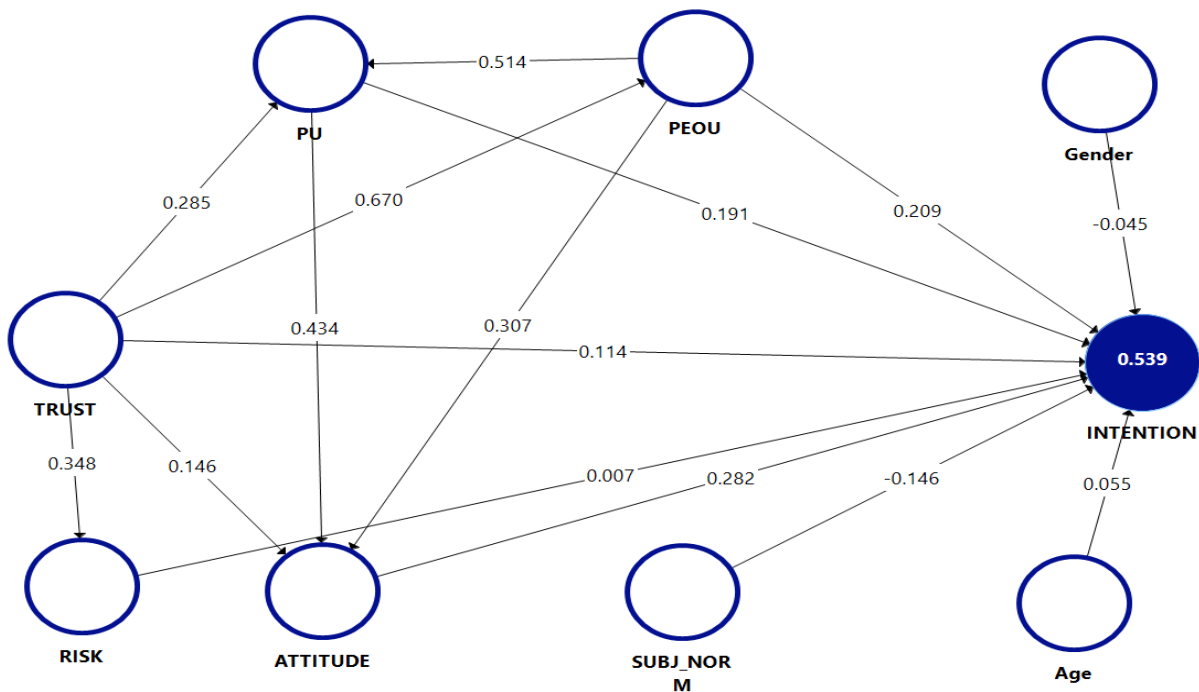 0.514
PU
PEOU
Gender
0.285
0.670
0.191
0.209
-0.045
0.434
0.307
0.114
0.539
TRUST
INTENTION
0.348
0.146
0.007
0.282
-0.146
0.055
RISK
ATTITUDE
SUBJ_NOR
M
Age